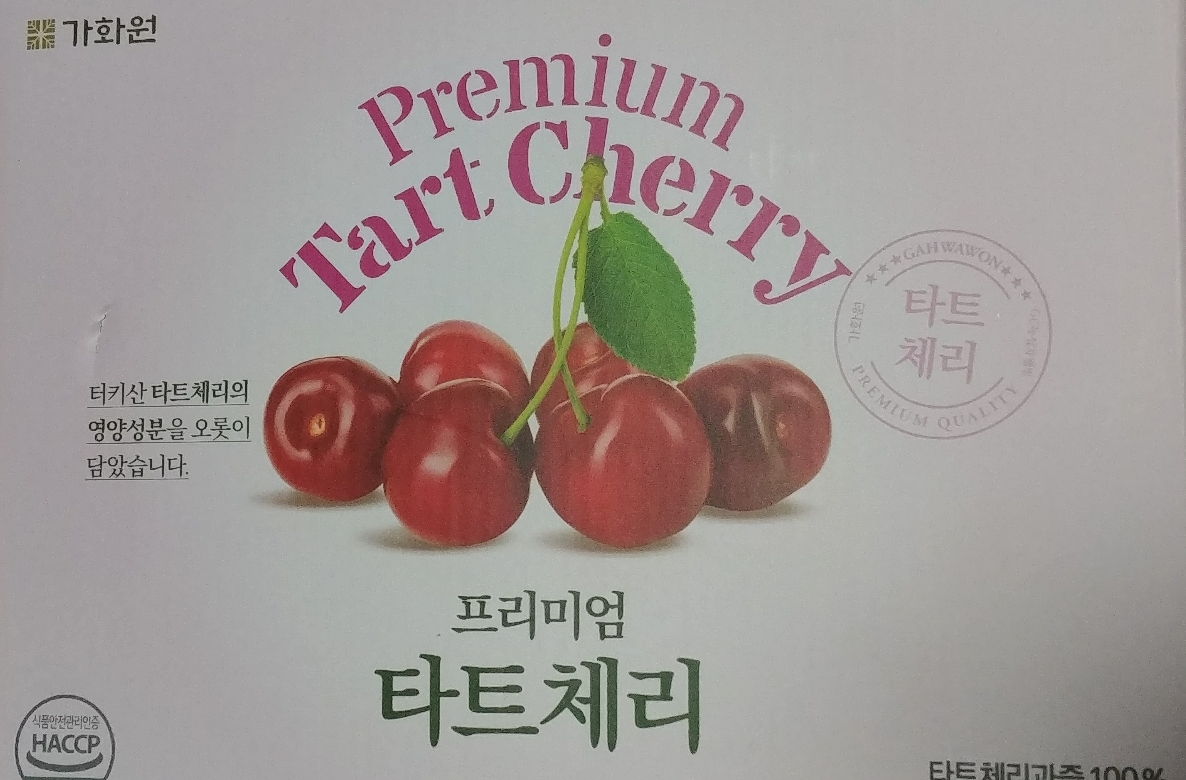 가화원
Premium
Tart Cherry
GAHWAWON
타트
체리
가화원
PREMIUM QUALITY
터키산 타트체리의
영양성분을 오롯이
담았습니다.
프리미엄
타트체리
식품안전관리인증
HACCP
타트체리과즙 100%